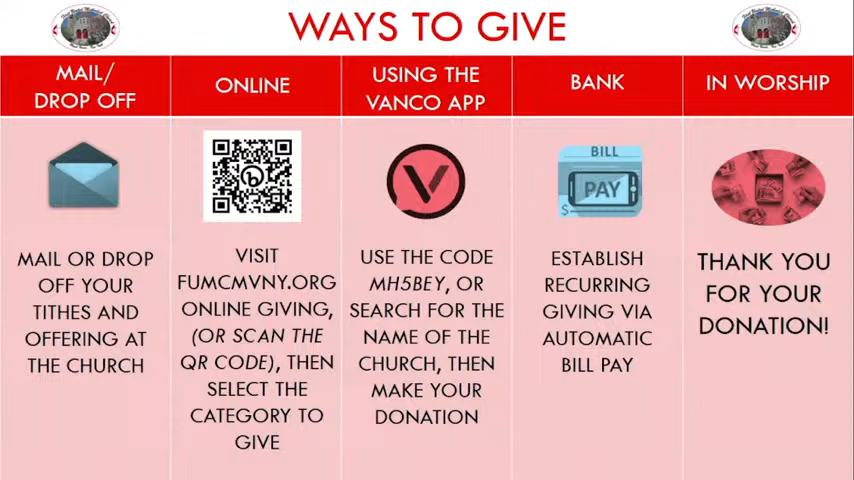 WAYS TO GIVE
MAIL/
DROP OFF
MAIL OR DROP
OFF YOUR
TITHES AND
OFFERING AT
THE CHURCH
ONLINE
VISIT
FUMCMVNY.ORG
ONLINE GIVING,
(OR SCAN THE
QR CODE), THEN
SELECT THE
CATEGORY TO
GIVE
USING THE
VANCO APP
USE THE CODE
MH5BEY, OR
SEARCH FOR THE
NAME OF THE
CHURCH, THEN
MAKE YOUR
DONATION
BANK
BILL
PAY
$
ESTABLISH
RECURRING
GIVING VIA
AUTOMATIC
BILL PAY
IN WORSHIP
THANK YOU
FOR YOUR
DONATION!